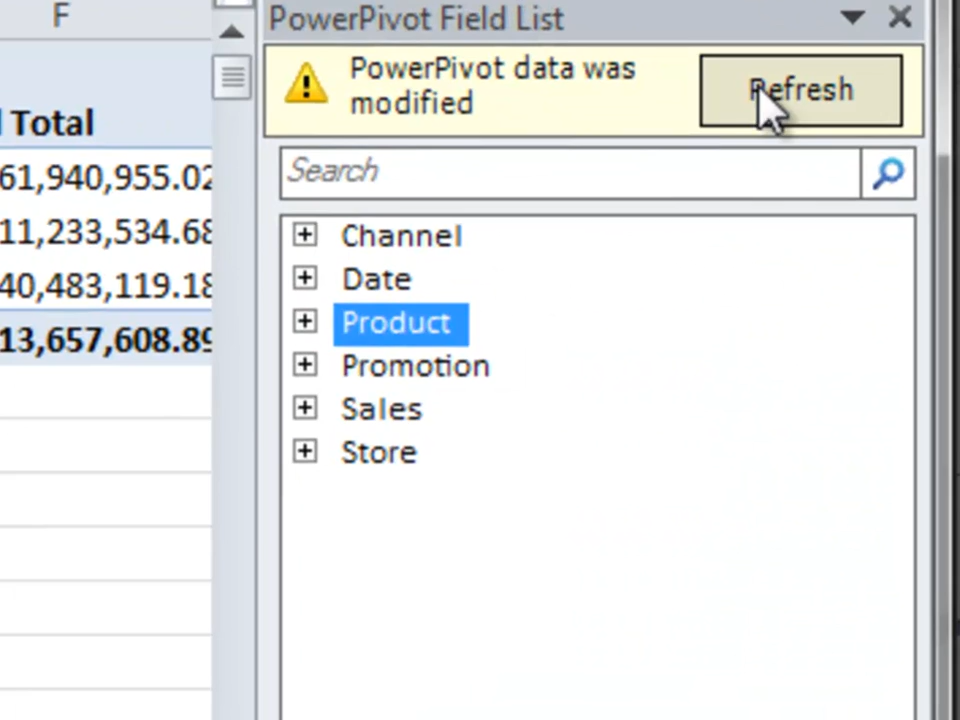 F
PowerPivot Field List
PowerPivot data was
modified
Refresh
Total
Search
61,940,955.02
11,233,534.68
40,483,119.18
13,657,608.89
Channel
Date
Product
Promotion
Sales
Store